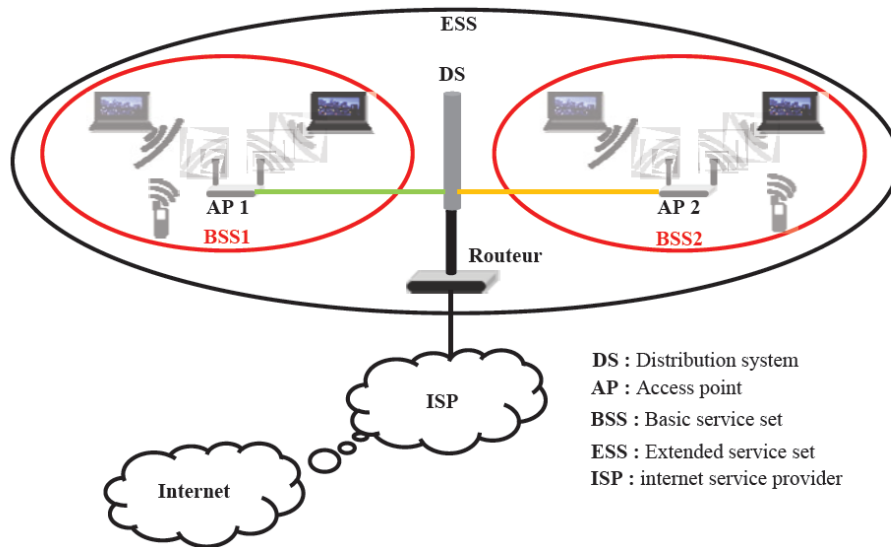 ESS
DS
AP 1
AP 2
BSS1
BSS2
Routeur
ISP
Internet
DS : Distribution system
AP : Access point
BSS : Basic service set
ESS : Extended service set
ISP : internet service provider